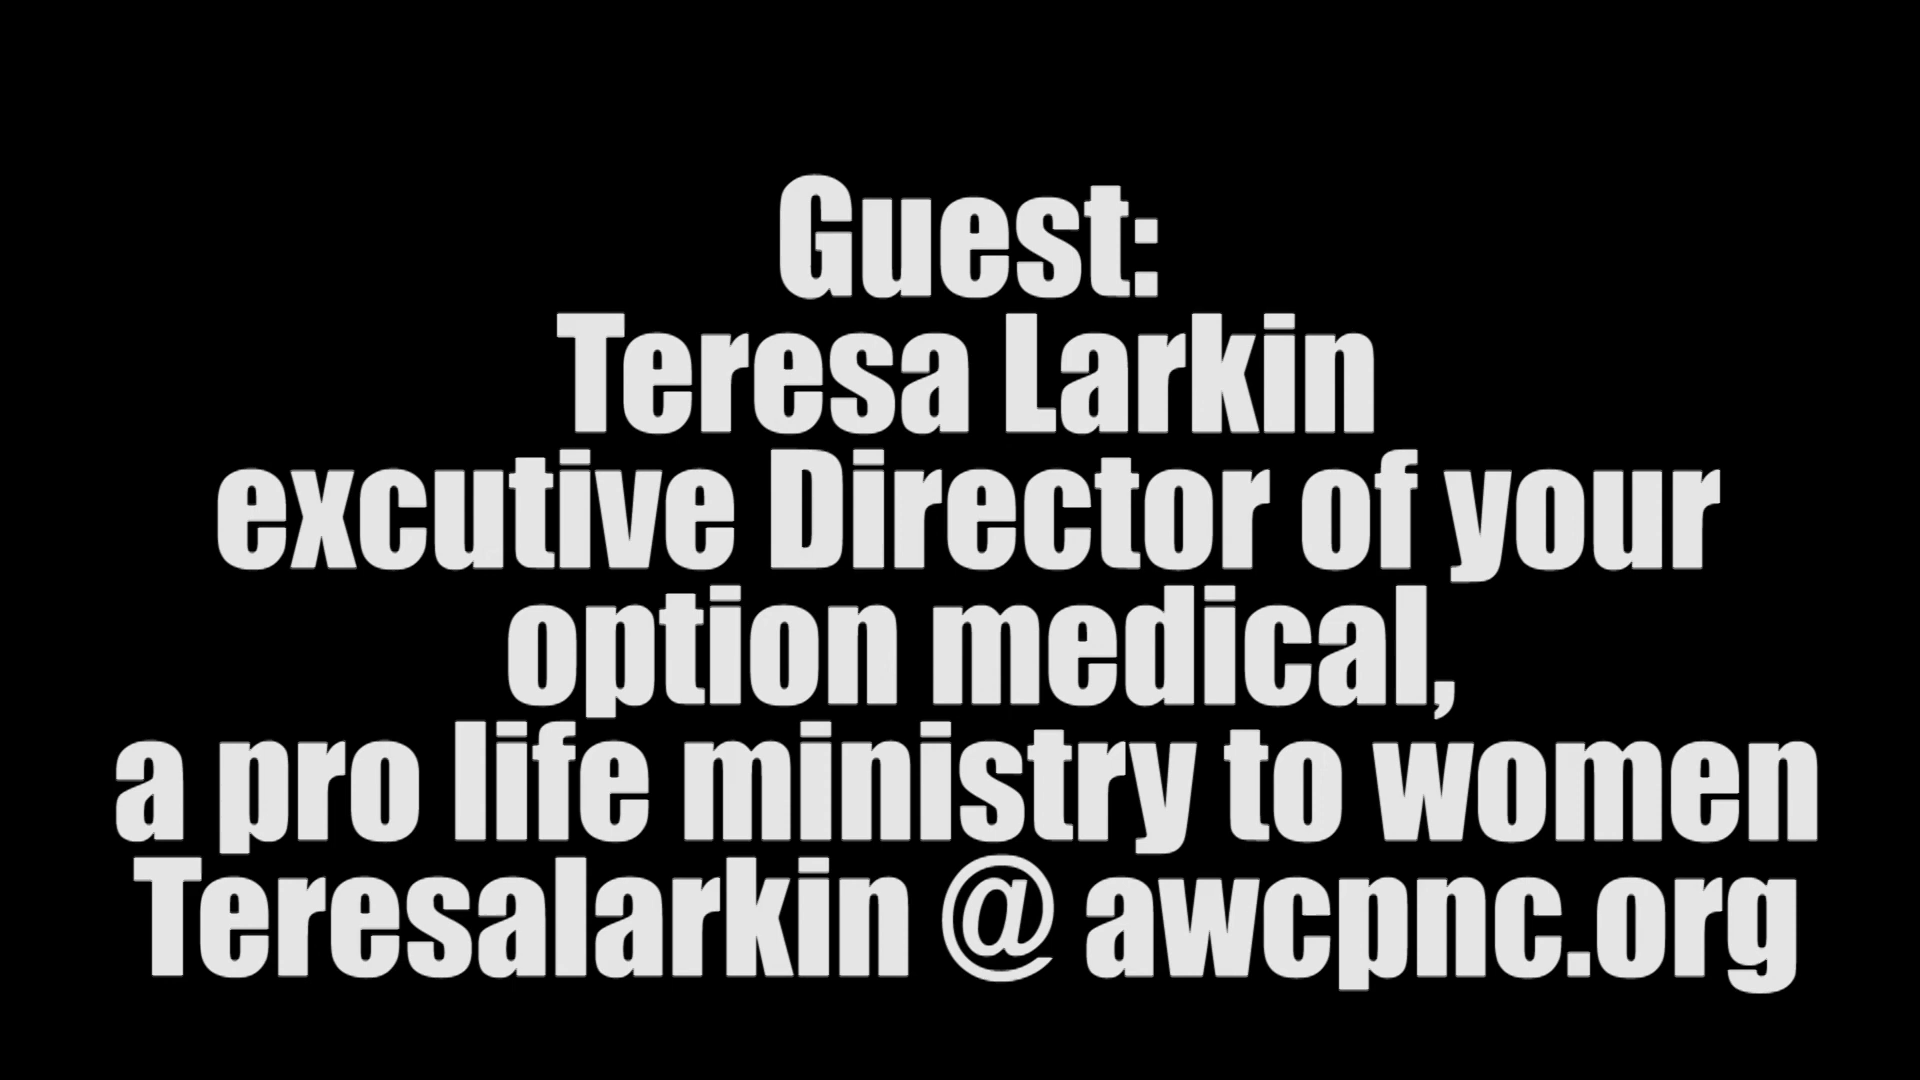 Guest:
Teresa Larkin
excutive Director of your
option medical,
a pro life ministry to women
Teresalarkin @ awcpnc.org